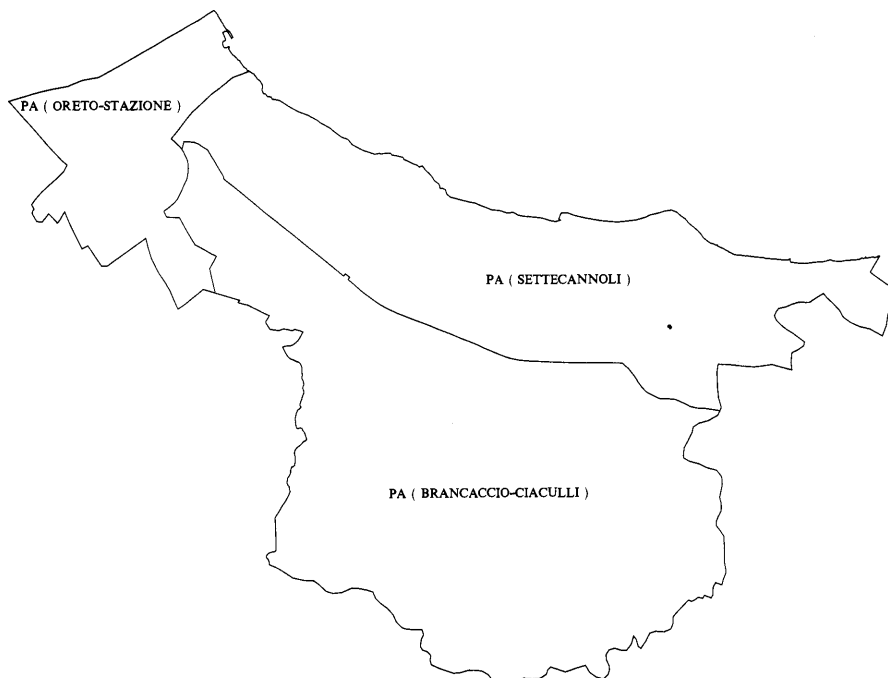 PA ( ORETO-STAZIONE )
PA ( SETTECANNOLI )
PA ( BRANCACCIO-CIACULLI )